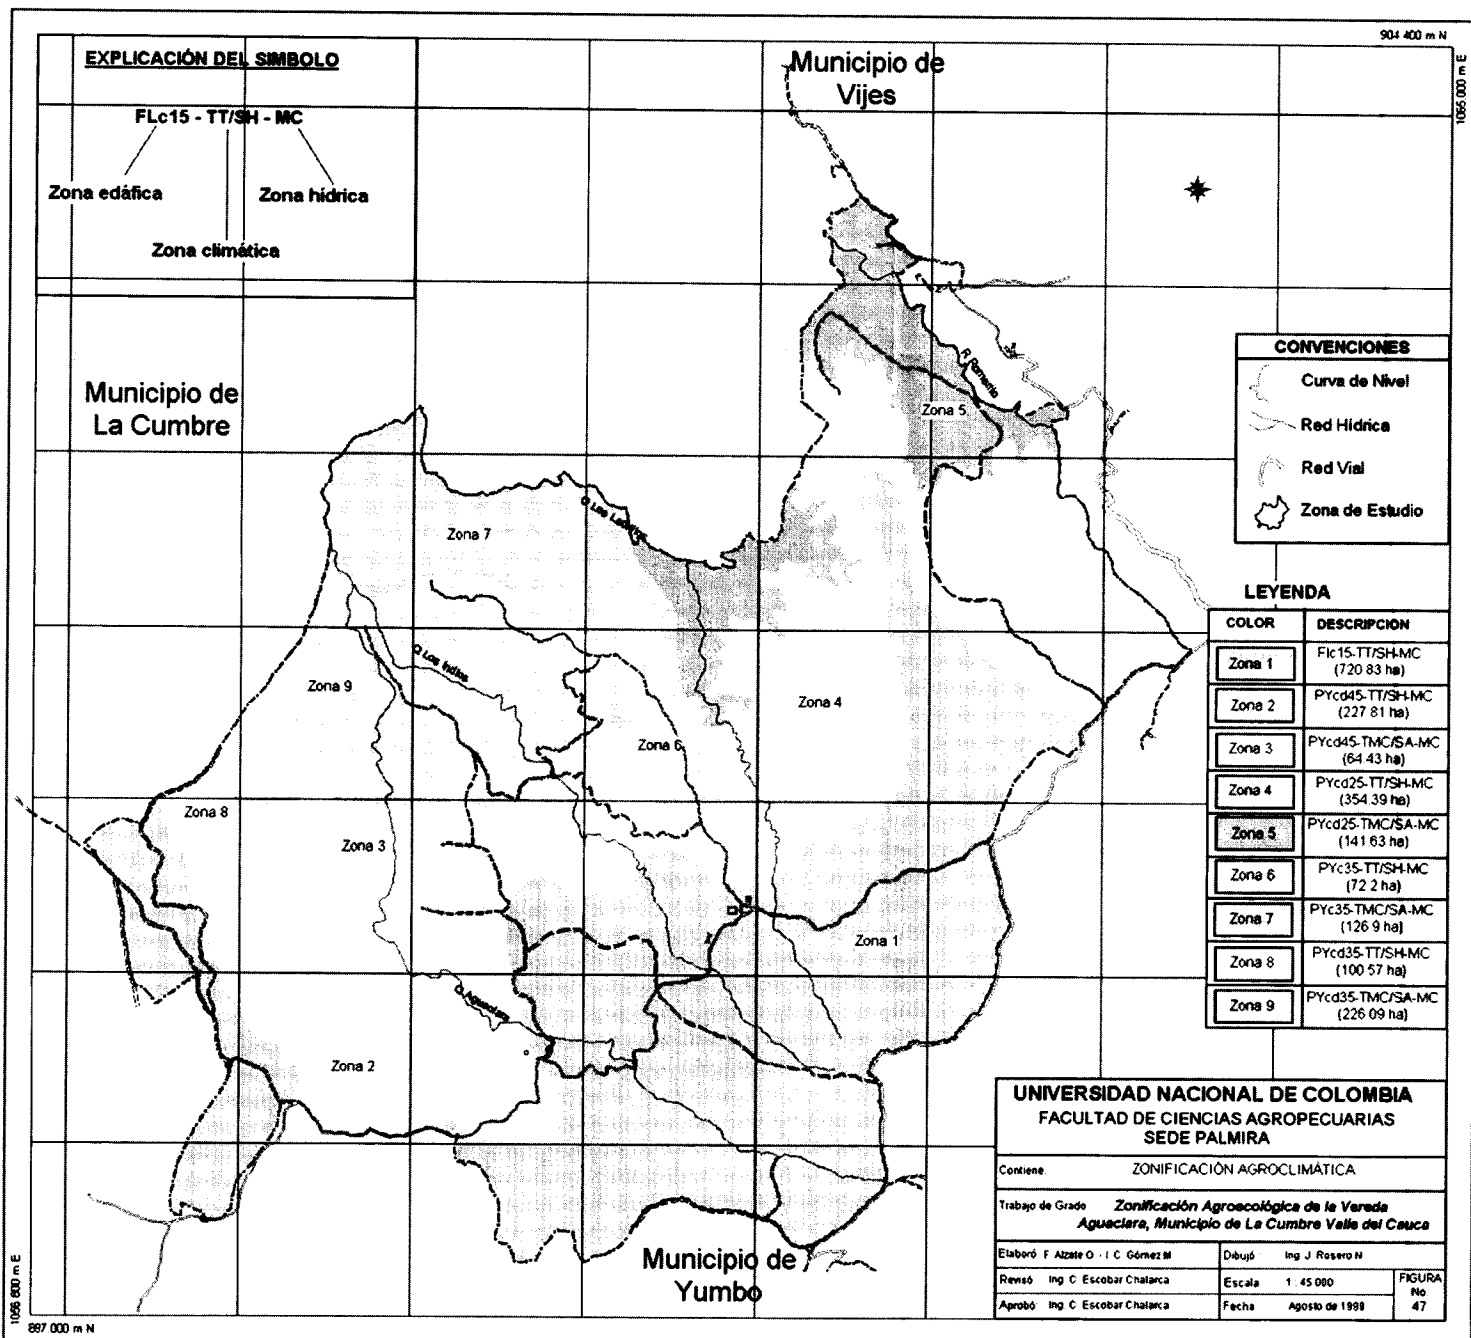 904 400 m N
1065 000 m E
EXPLICACIÓN DEL SIMBOLO
FLc15 - TT/SH - MC
Zona edáfica
Zona hídrica
Zona climática
Municipio de
Vijes
Municipio de
La Cumbre
Zona 5
Zona 7
Q Los Indios
Zona 9
Zona 4
Zona 6
Zona 8
Zona 3
Zona 1
Q Aguaclara
Zona 2
Municipio de
Yumbo
CONVENCIONES
Curva de Nivel
Red Hídrica
Red Vial
Zona de Estudio
LEYENDA
COLOR DESCRIPCION
Zona 1 Flc15-TT/SH-MC
(720 83 ha)
Zona 2 PYcd45-TT/SH-MC
(227 81 ha)
Zona 3 PYcd45-TMC/SA-MC
(64 43 ha)
Zona 4 PYcd25-TT/SH-MC
(354.39 ha)
Zona 5 PYcd25-TMC/SA-MC
(141 63 ha)
Zona 6 PYc35-TT/SH-MC
(72 2 ha)
Zona 7 PYc35-TMC/SA-MC
(126 9 ha)
Zona 8 PYcd35-TT/SH-MC
(100 57 ha)
Zona 9 PYcd35-TMC/SA-MC
(226 09 ha)
UNIVERSIDAD NACIONAL DE COLOMBIA
FACULTAD DE CIENCIAS AGROPECUARIAS
SEDE PALMIRA
Contiene. ZONIFICACIÓN AGROCLIMÁTICA
Trabajo de Grado Zonificación Agroecológica de la Vereda
Aguaclara, Municipio de La Cumbre Valle del Cauca
Elaboró F Alzate O - I C Gómez M Dibujó Ing J Rosero N
Revisó Ing C Escobar Chalarca Escala 1 : 45 000 FIGURA
No
47
Aprobó Ing C Escobar Chalarca Fecha Agosto de 1999
1056 800 m E
897 000 m N